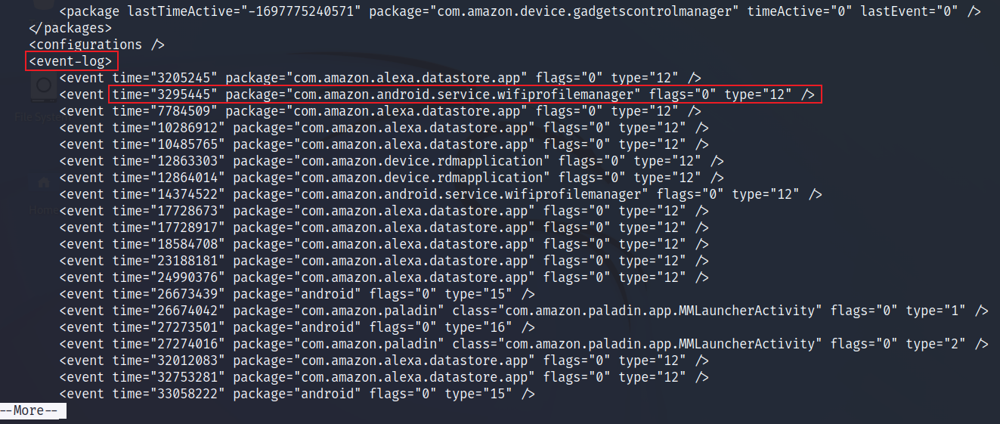 <package lastTimeActive="-1697775240571" package="com.amazon.device.gadgetscontrolmanager" timeActive="0" lastEvent="0" />
</packages>
<configurations />
<event-log>
<event time="3205245" package="com.amazon.alexa.datastore.app" flags="0" type="12" />
<event time="3295445" package="com.amazon.android.service.wifiprofilemanager" flags="0" type="12" />
<event time="7784509" package="com.amazon.alexa.datastore.app" flags="0" type="12" />
<event time="10286912" package="com.amazon.alexa.datastore.app" flags="0" type="12" />
<event time="10485765" package="com.amazon.alexa.datastore.app" flags="0" type="12" />
<event time="12863303" package="com.amazon.device.rdmapplication" flags="0" type="12" />
<event time="12864014" package="com.amazon.device.rdmapplication" flags="0" type="12" />
<event time="14374522" package="com.amazon.android.service.wifiprofilemanager" flags="0" type="12" />
<event time="17728673" package="com.amazon.alexa.datastore.app" flags="0" type="12" />
<event time="17728917" package="com.amazon.alexa.datastore.app" flags="0" type="12" />
<event time="18584708" package="com.amazon.alexa.datastore.app" flags="0" type="12" />
<event time="23188181" package="com.amazon.alexa.datastore.app" flags="0" type="12" />
<event time="24990376" package="com.amazon.alexa.datastore.app" flags="0" type="12" />
<event time="26673439" package="android" flags="0" type="15" />
<event time="26674042" package="com.amazon.paladin" class="com.amazon.paladin.app.MMLauncherActivity" flags="0" type="1" />
<event time="27273501" package="android" flags="0" type="16" />
<event time="27274016" package="com.amazon.paladin" class="com.amazon.paladin.app.MMLauncherActivity" flags="0" type="2" />
<event time="32012083" package="com.amazon.alexa.datastore.app" flags="0" type="12" />
<event time="32753281" package="com.amazon.alexa.datastore.app" flags="0" type="12" />
<event time="33058222" package="android" flags="0" type="15" />
--More--
File System
Home